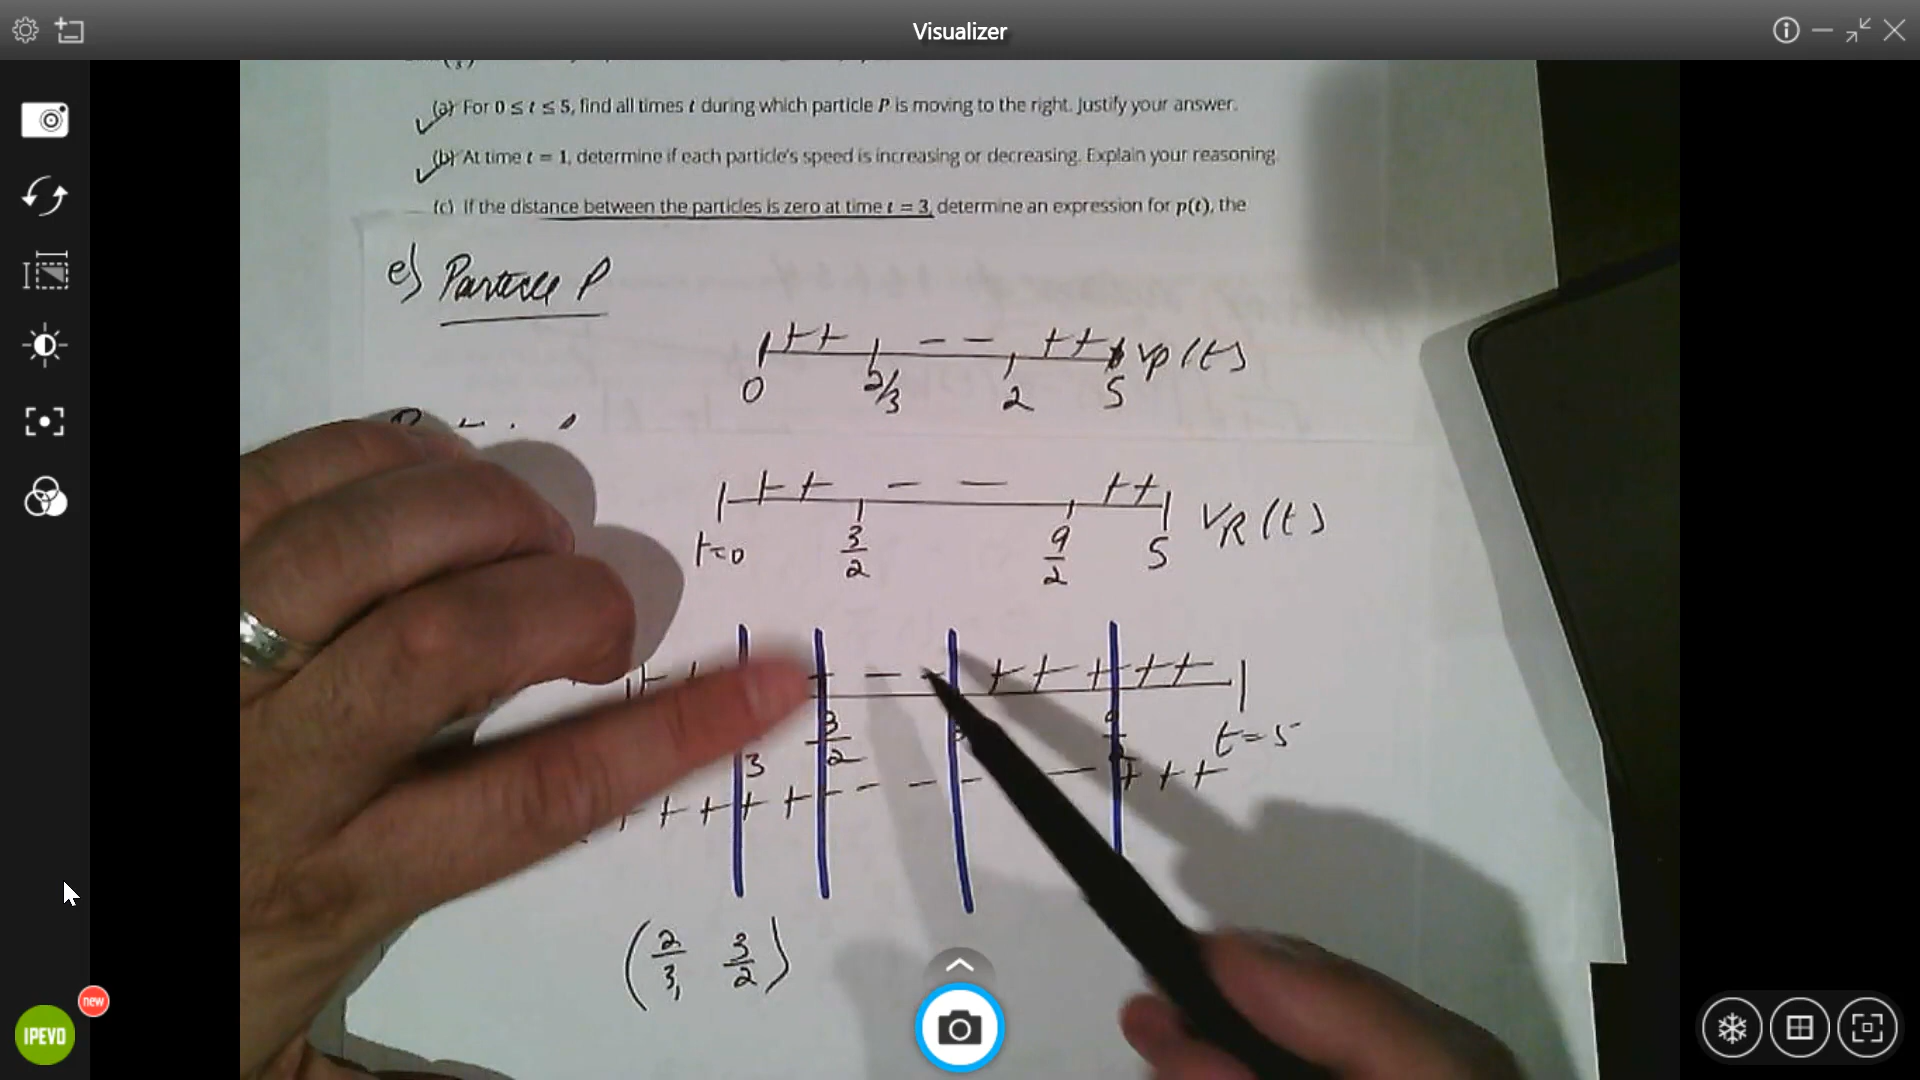 Visualizer
(a) For 0 ≤ t ≤ 5, find all times t during which particle P is moving to the right. Justify your answer.
(b) At time t = 1, determine if each particle's speed is increasing or decreasing. Explain your reasoning.
(c) If the distance between the particles is zero at time t = 3, determine an expression for p(t), the
e) Particle P
++ − − ++ vp(t)
0 2/3 2 5
++ − − ++ vR(t)
t=0 3/2 9/2 5
− − ++ +++
3 3/2 t=5
+ + + + + − − − − +++
(2/3, 3/2)
new
IPEVO